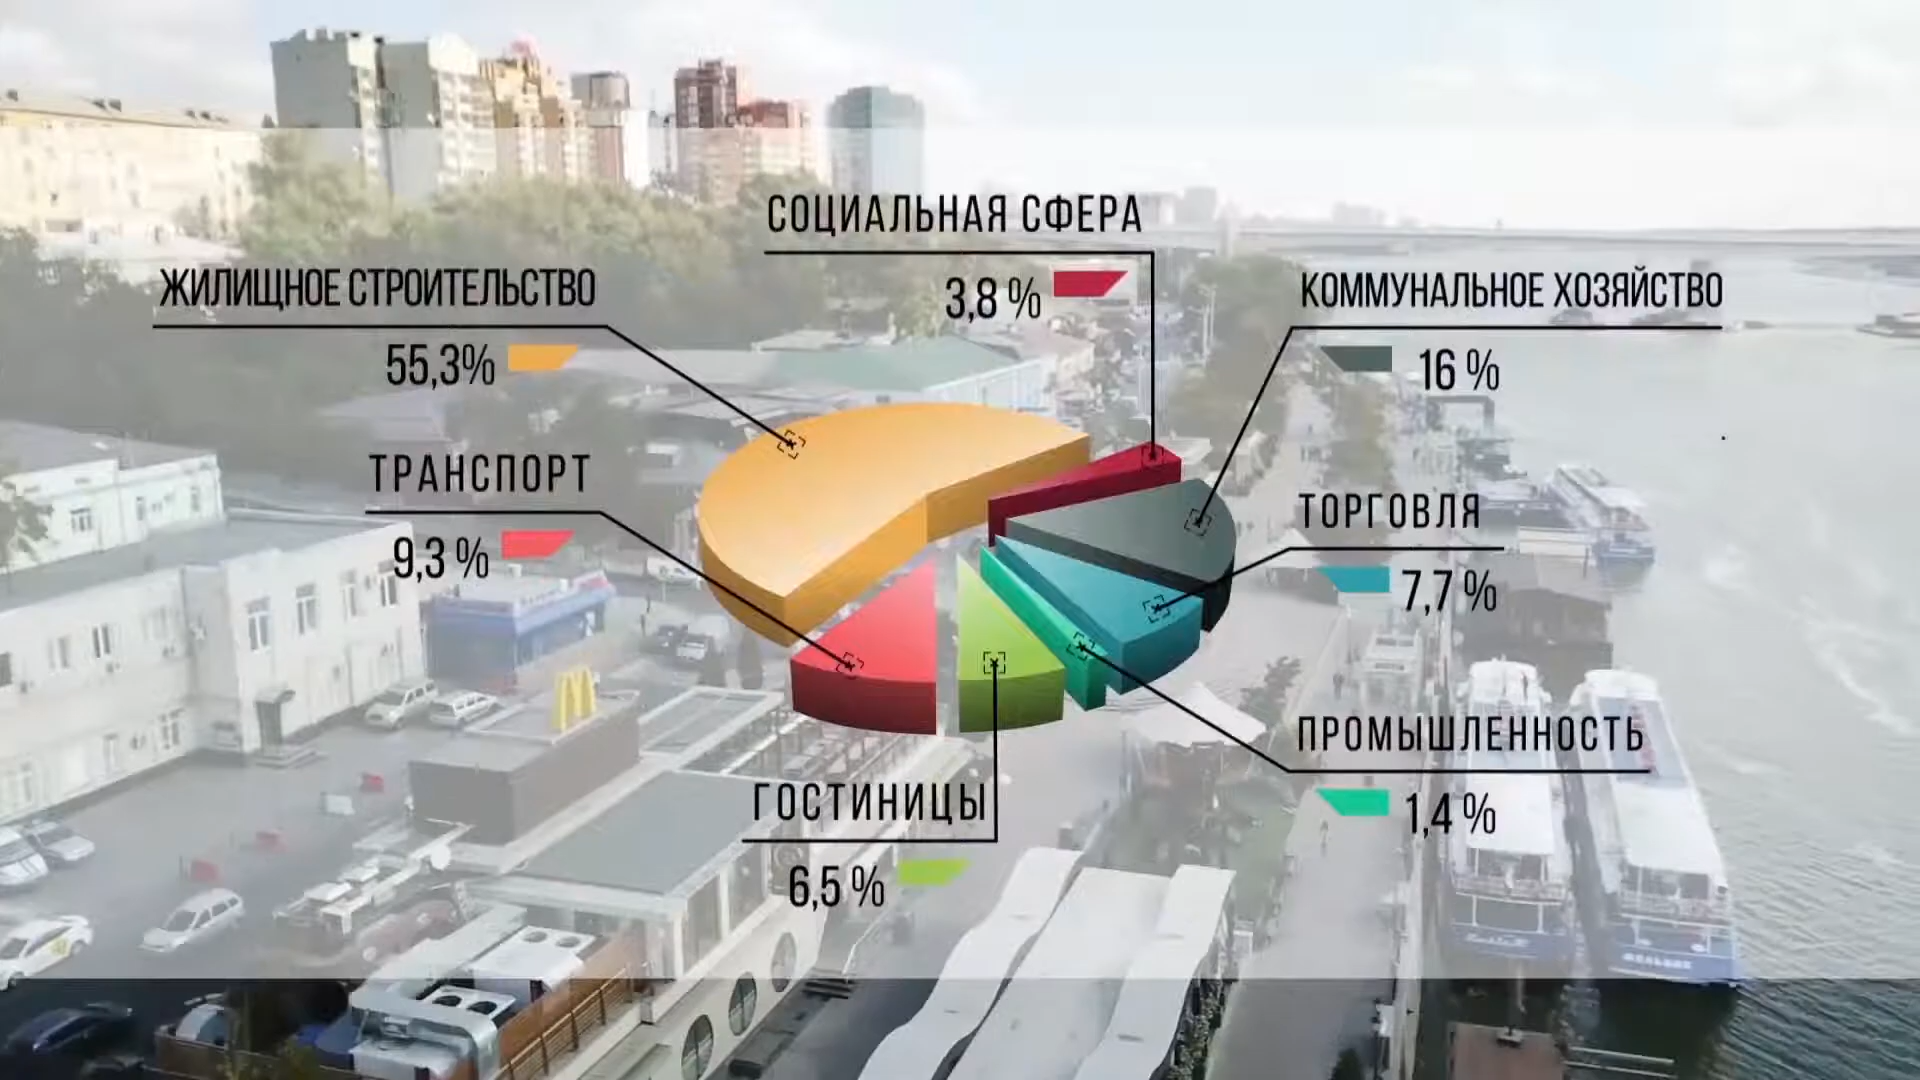 СОЦИАЛЬНАЯ СФЕРА
3,8 %
ЖИЛИЩНОЕ СТРОИТЕЛЬСТВО
55,3%
КОММУНАЛЬНОЕ ХОЗЯЙСТВО
16 %
ТРАНСПОРТ
9,3 %
ТОРГОВЛЯ
7,7 %
ПРОМЫШЛЕННОСТЬ
1,4 %
ГОСТИНИЦЫ
6,5 %